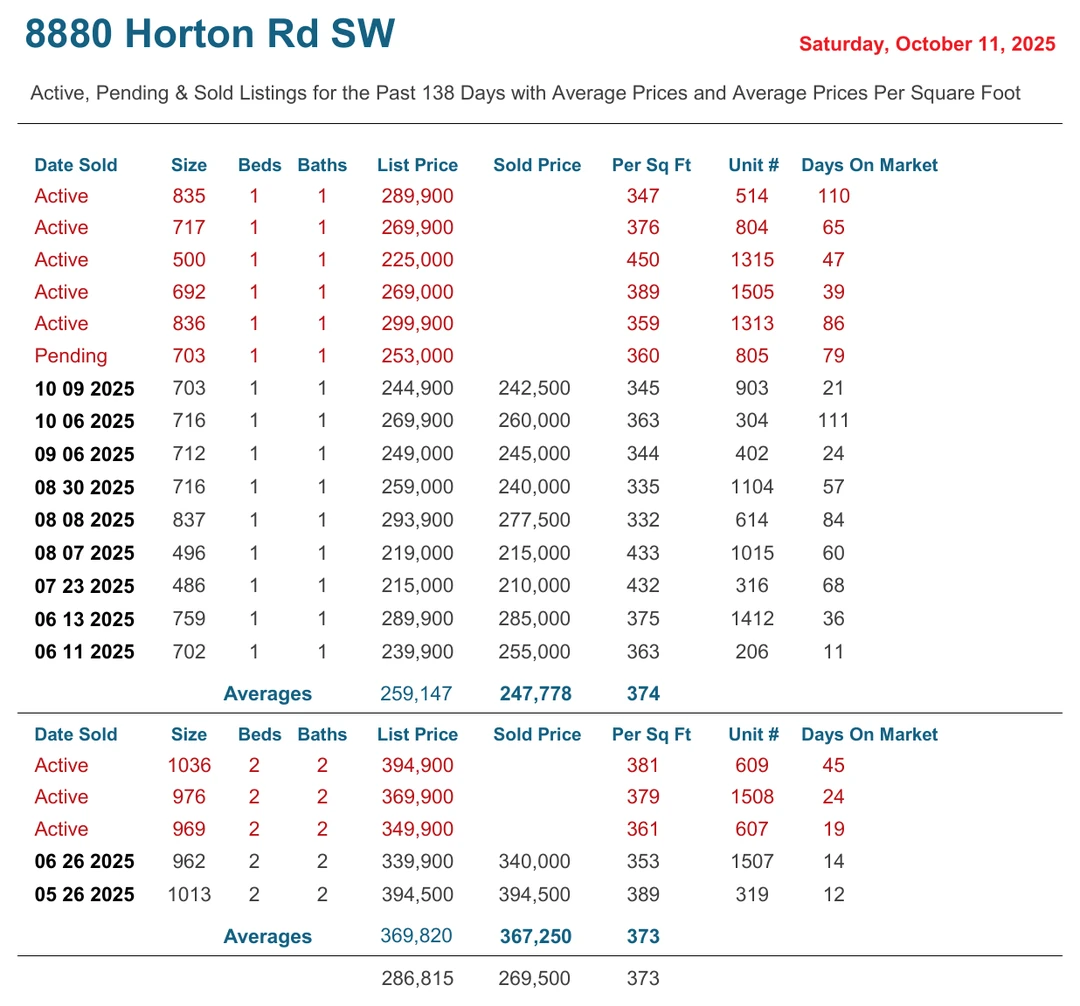 8880 Horton Rd SW
Saturday, October 11, 2025
Active, Pending & Sold Listings for the Past 138 Days with Average Prices and Average Prices Per Square Foot
Date Sold Size Beds Baths List Price Sold Price Per Sq Ft Unit # Days On Market
Active 835 1 1 289,900 347 514 110
Active 717 1 1 269,900 376 804 65
Active 500 1 1 225,000 450 1315 47
Active 692 1 1 269,000 389 1505 39
Active 836 1 1 299,900 359 1313 86
Pending 703 1 1 253,000 360 805 79
10 09 2025 703 1 1 244,900 242,500 345 903 21
10 06 2025 716 1 1 269,900 260,000 363 304 111
09 06 2025 712 1 1 249,000 245,000 344 402 24
08 30 2025 716 1 1 259,000 240,000 335 1104 57
08 08 2025 837 1 1 293,900 277,500 332 614 84
08 07 2025 496 1 1 219,000 215,000 433 1015 60
07 23 2025 486 1 1 215,000 210,000 432 316 68
06 13 2025 759 1 1 289,900 285,000 375 1412 36
06 11 2025 702 1 1 239,900 255,000 363 206 11
Averages 259,147 247,778 374
Date Sold Size Beds Baths List Price Sold Price Per Sq Ft Unit # Days On Market
Active 1036 2 2 394,900 381 609 45
Active 976 2 2 369,900 379 1508 24
Active 969 2 2 349,900 361 607 19
06 26 2025 962 2 2 339,900 340,000 353 1507 14
05 26 2025 1013 2 2 394,500 394,500 389 319 12
Averages 369,820 367,250 373
286,815 269,500 373